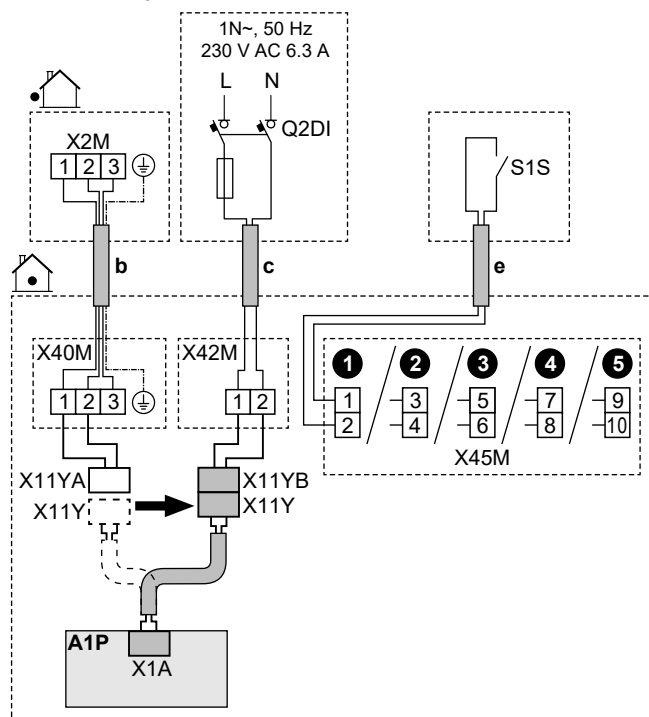 1N~, 50 Hz
230 V AC 6.3 A
L N
Q2DI
X2M
1 2 3
S1S
b
c
e
X40M
1 2 3
X42M
1 2
1 2 3 4 5
1 3 5 7 9
2 4 6 8 10
X45M
X11YA
X11YB
X11Y
X11Y
A1P
X1A